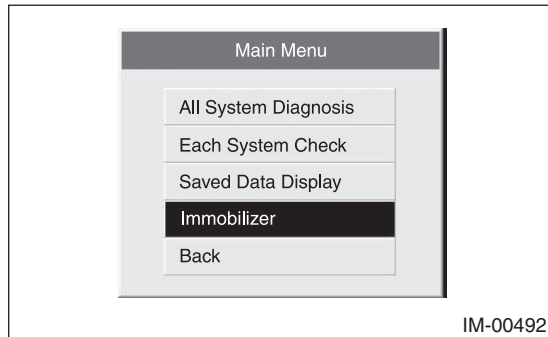 Main Menu
All System Diagnosis
Each System Check
Saved Data Display
Immobilizer
Back
IM-00492